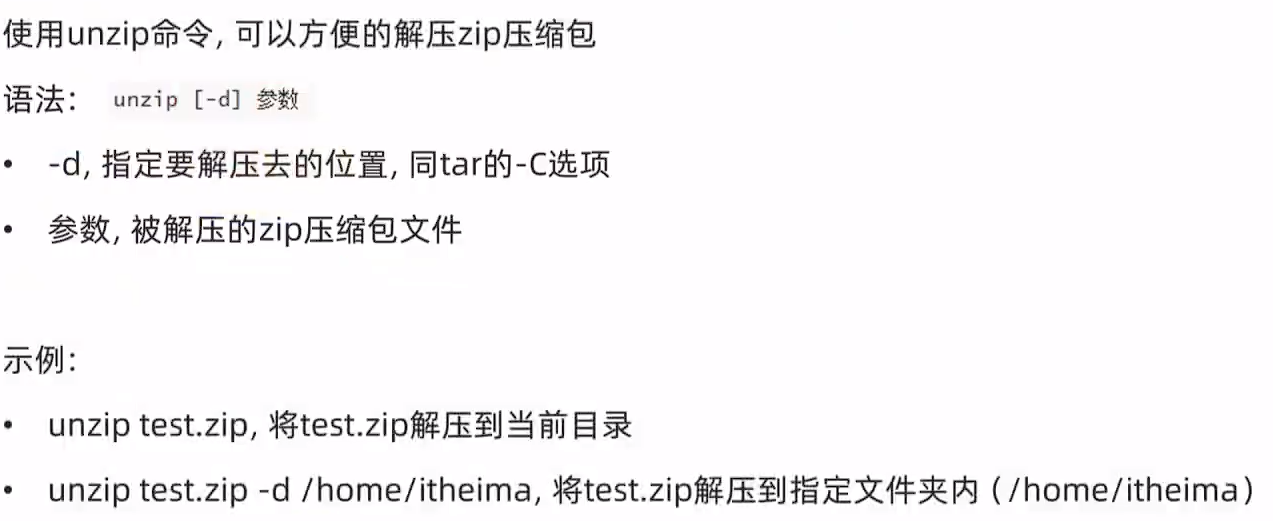 使用unzip命令, 可以方便的解压zip压缩包
语法： unzip [-d] 参数
• -d, 指定要解压去的位置, 同tar的-C选项
• 参数, 被解压的zip压缩包文件
示例：
• unzip test.zip, 将test.zip解压到当前目录
• unzip test.zip -d /home/itheima, 将test.zip解压到指定文件夹内（/home/itheima）